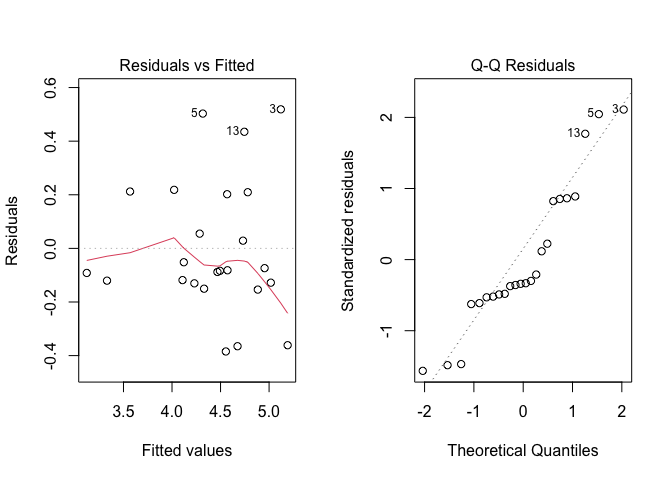 Residuals vs Fitted
Residuals
0.6
0.4
0.2
0.0
-0.2
-0.4
5
13
3
3.5 4.0 4.5 5.0
Fitted values
Q-Q Residuals
Standardized residuals
2
1
0
-1
5
3
13
-2 -1 0 1 2
Theoretical Quantiles